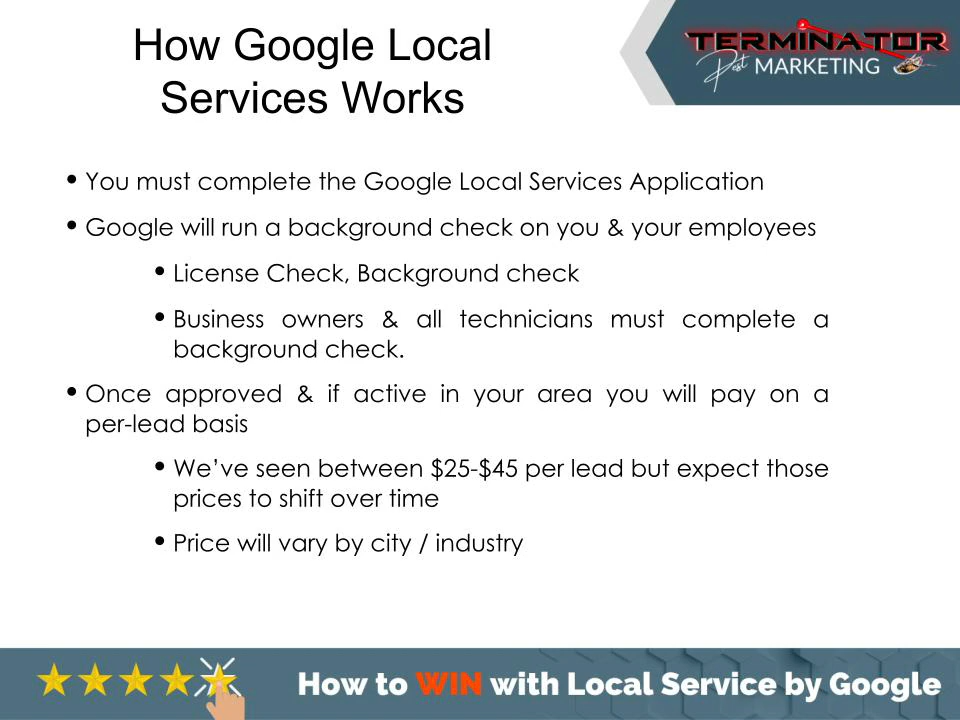 How Google Local
Services Works
TERMINATOR
Pest MARKETING
• You must complete the Google Local Services Application
• Google will run a background check on you & your employees
• License Check, Background check
• Business owners & all technicians must complete a
background check.
• Once approved & if active in your area you will pay on a
per-lead basis
• We’ve seen between $25-$45 per lead but expect those
prices to shift over time
• Price will vary by city / industry
How to WIN with Local Service by Google